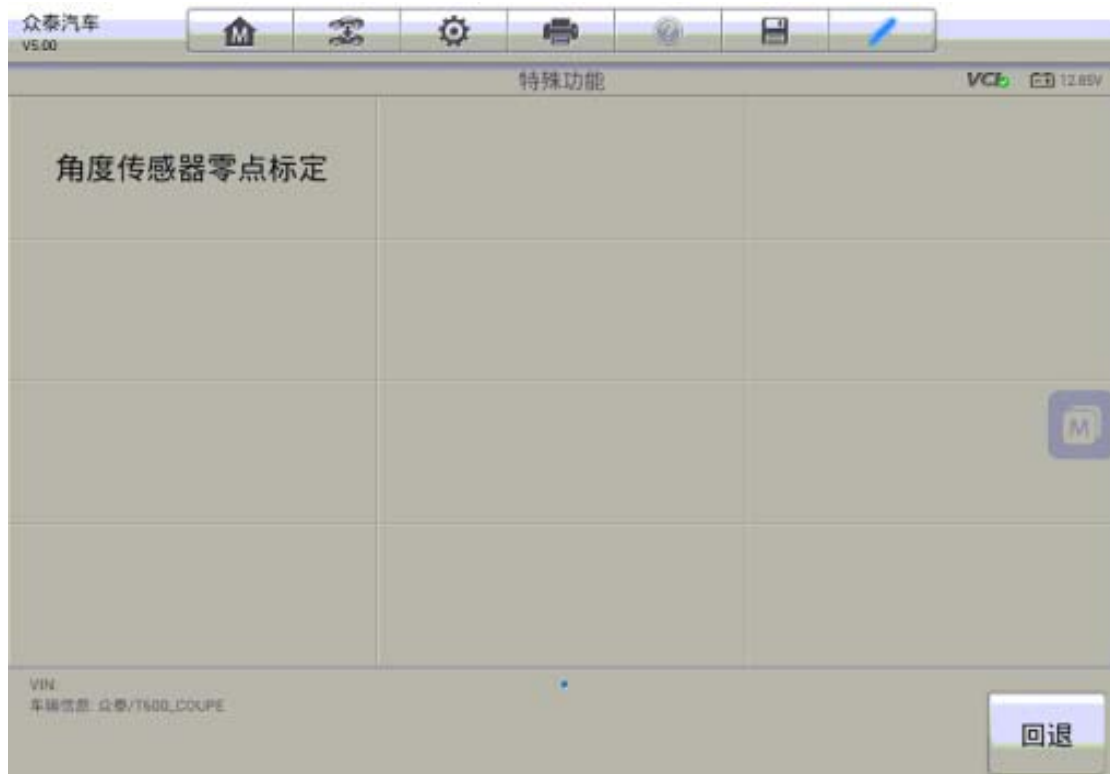 众泰汽车
V5.00
M
特殊功能
VCI
12.85V
角度传感器零点标定
M
VIN:
车辆信息: 众泰/T600_COUPE
回退